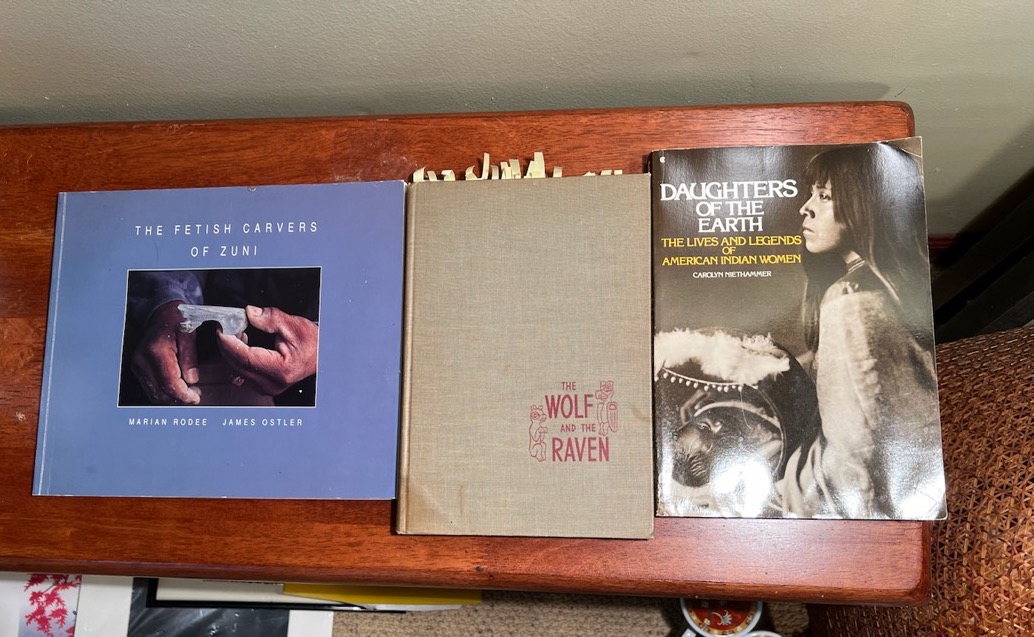 THE FETISH CARVERS
OF ZUNI
MARIAN RODEE JAMES OSTLER
THE
WOLF
AND THE
RAVEN
DAUGHTERS
OF THE
EARTH
THE LIVES AND LEGENDS
OF
AMERICAN INDIAN WOMEN
CAROLYN NIETHAMMER